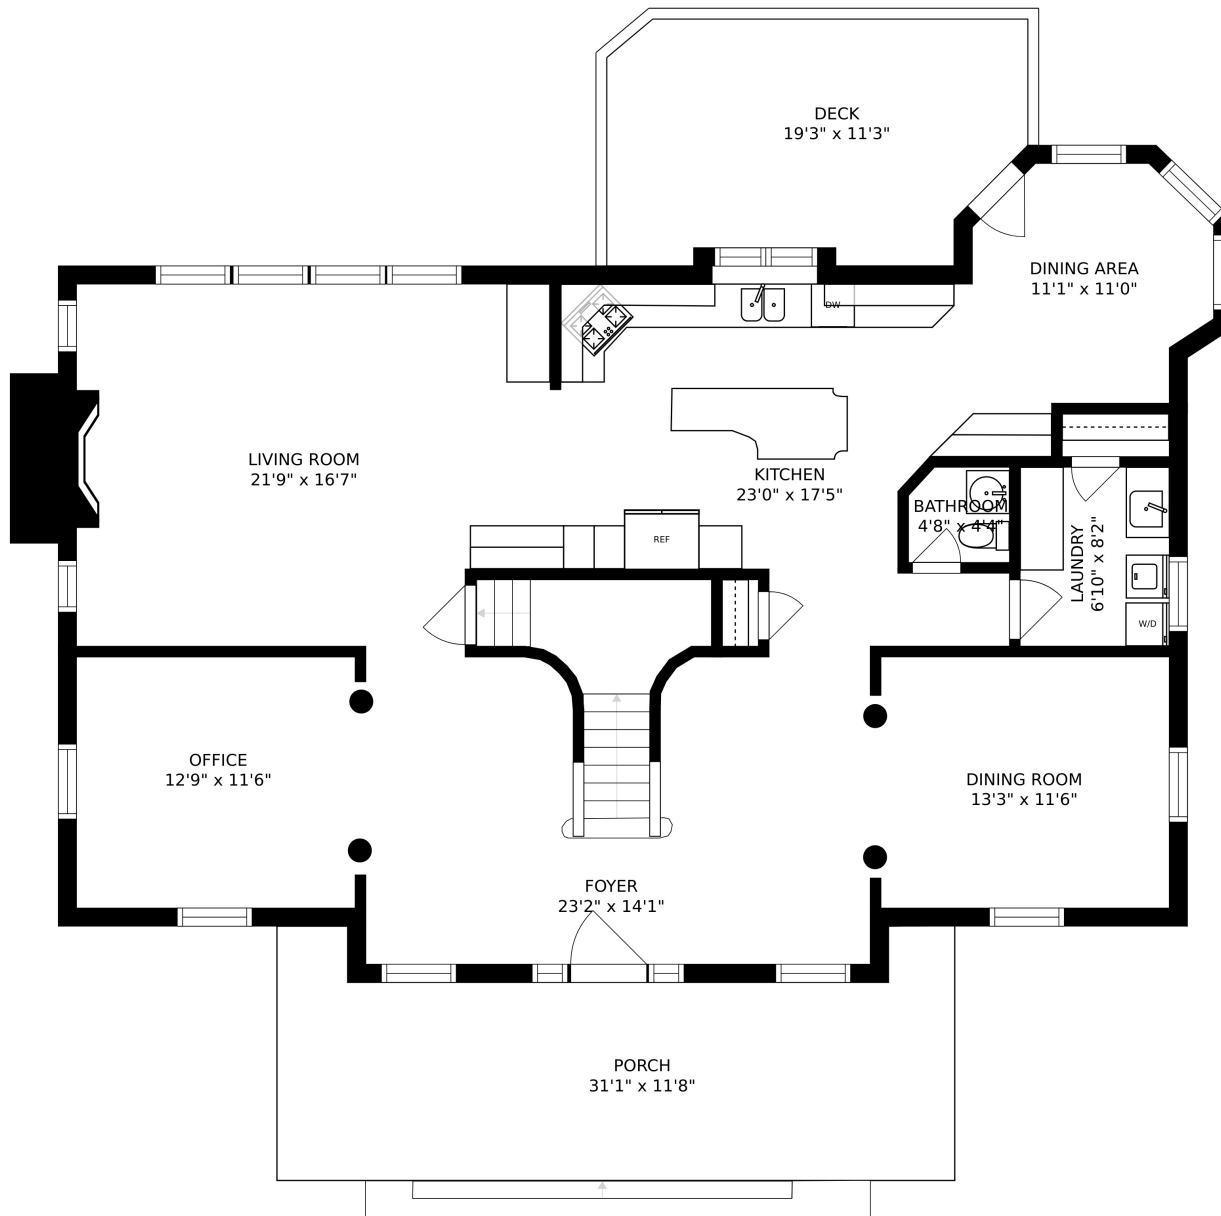 DECK
19'3" x 11'3"
DINING AREA
11'1" x 11'0"
DW
LIVING ROOM
21'9" x 16'7"
KITCHEN
23'0" x 17'5"
BATHROOM
4'8" x 4'4"
REF
LAUNDRY
6'10" x 8'2"
W/D
OFFICE
12'9" x 11'6"
DINING ROOM
13'3" x 11'6"
FOYER
23'2" x 14'1"
PORCH
31'1" x 11'8"